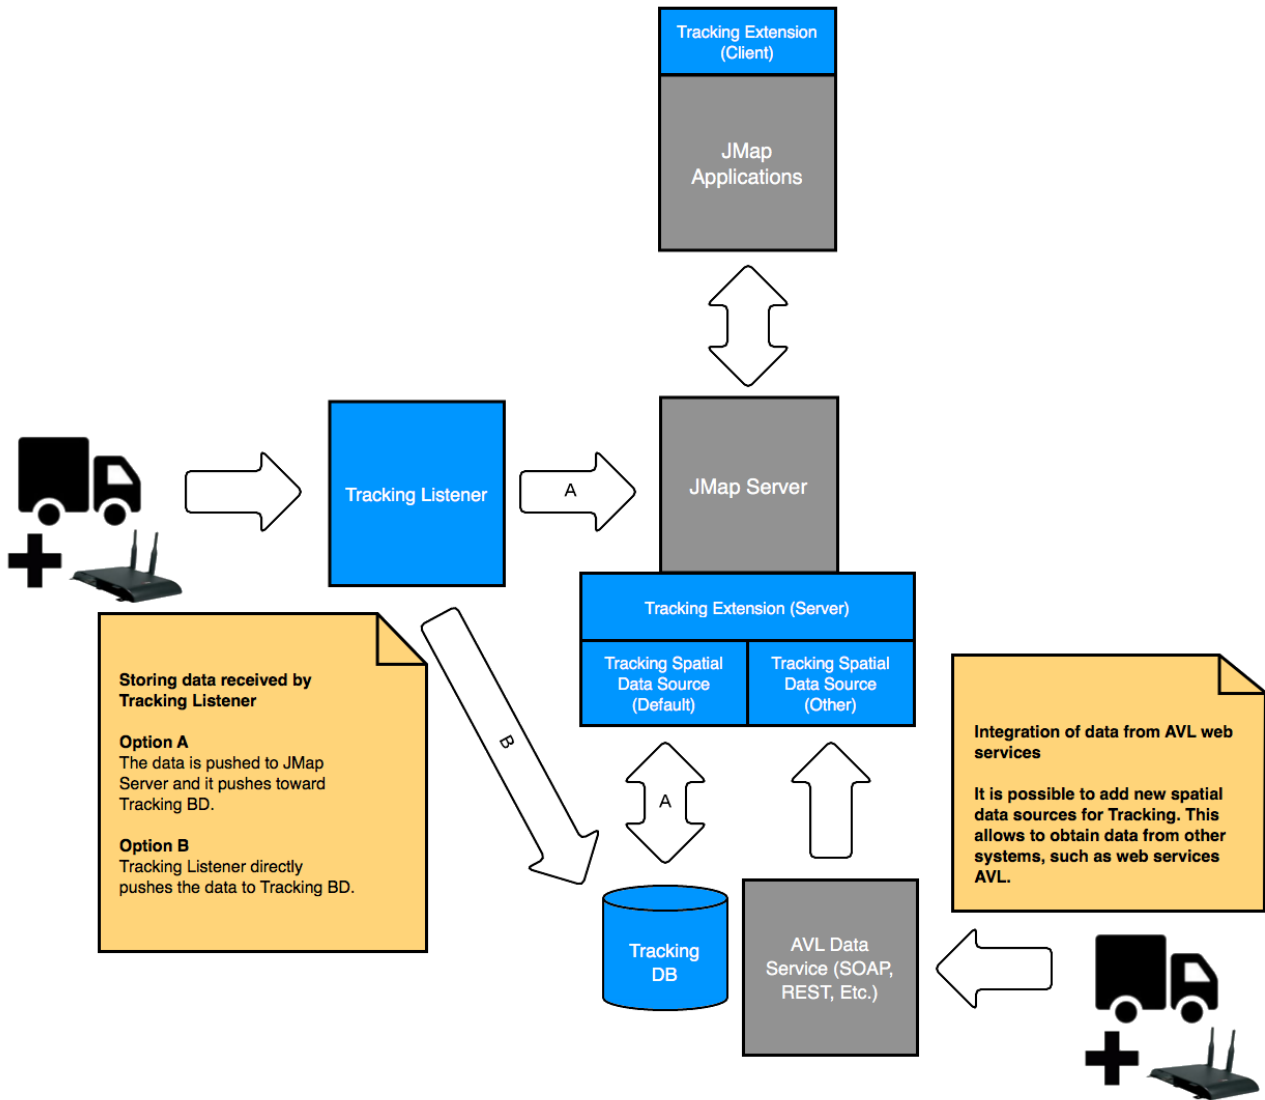 Tracking Extension
(Client)
JMap
Applications
Tracking Listener
A
JMap Server
Tracking Extension (Server)
Tracking Spatial
Data Source
(Default)
Tracking Spatial
Data Source
(Other)
Storing data received by
Tracking Listener
Option A
The data is pushed to JMap
Server and it pushes toward
Tracking BD.
Option B
Tracking Listener directly
pushes the data to Tracking BD.
B
A
Integration of data from AVL web
services
It is possible to add new spatial
data sources for Tracking. This
allows to obtain data from other
systems, such as web services
AVL.
Tracking
DB
AVL Data
Service (SOAP,
REST, Etc.)